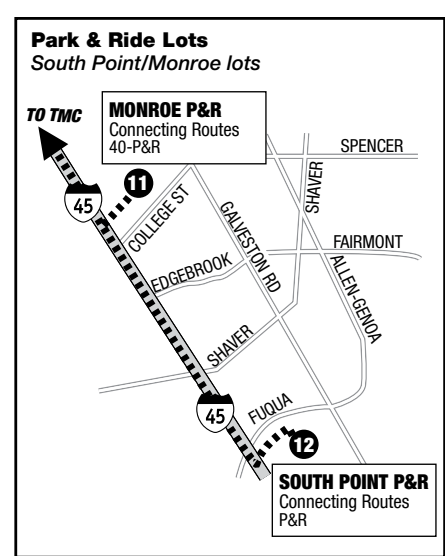 Park & Ride Lots
South Point/Monroe lots
TO TMC
MONROE P&R
Connecting Routes
40-P&R
SPENCER
11
45
COLLEGE ST
GALVESTON RD
SHAVER
FAIRMONT
EDGEBROOK
ALLEN-GENOA
SHAVER
45
FUQUA
12
SOUTH POINT P&R
Connecting Routes
P&R